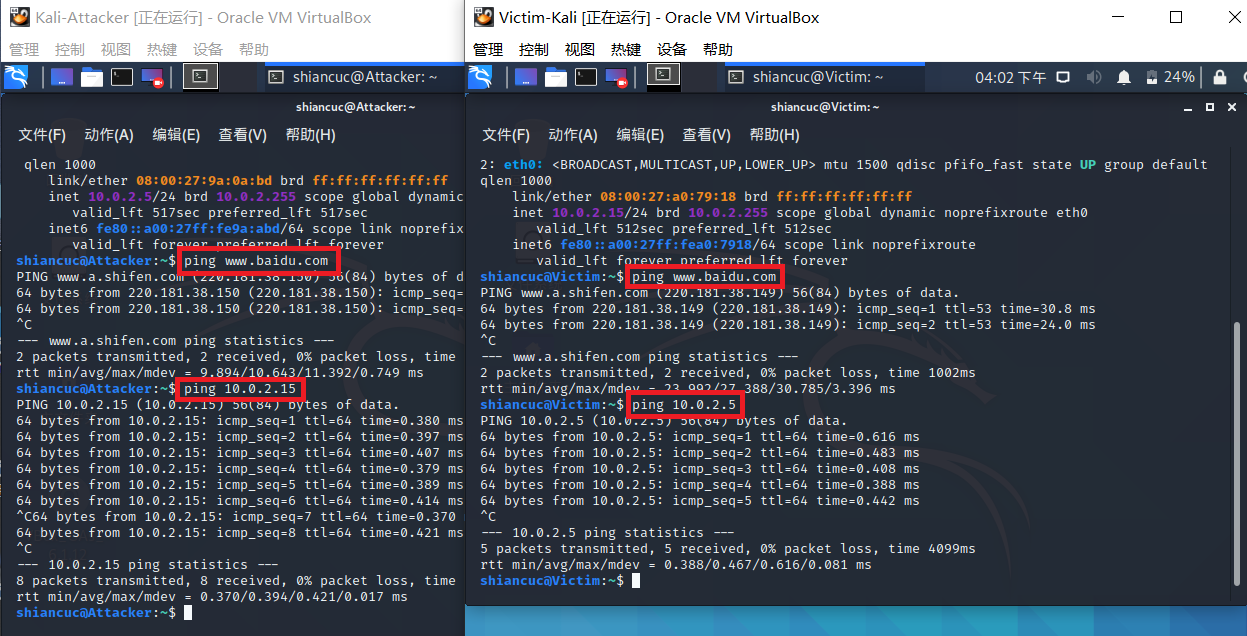 Kali-Attacker [正在运行] - Oracle VM VirtualBox
管理 控制 视图 热键 设备 帮助
shiancuc@Attacker: ~
shiancuc@Attacker: ~
文件(F) 动作(A) 编辑(E) 查看(V) 帮助(H)
qlen 1000
link/ether 08:00:27:9a:0a:bd brd ff:ff:ff:ff:ff:ff
inet 10.0.2.5/24 brd 10.0.2.255 scope global dynamic
valid_lft 517sec preferred_lft 517sec
inet6 fe80::a00:27ff:fe9a:abd/64 scope link noprefix
valid_lft forever preferred_lft forever
shiancuc@Attacker:~$ ping www.baidu.com
PING www.a.shifen.com (220.181.38.150) 56(84) bytes of d
64 bytes from 220.181.38.150 (220.181.38.150): icmp_seq=
64 bytes from 220.181.38.150 (220.181.38.150): icmp_seq=
^C
--- www.a.shifen.com ping statistics ---
2 packets transmitted, 2 received, 0% packet loss, time
rtt min/avg/max/mdev = 9.894/10.643/11.392/0.749 ms
shiancuc@Attacker:~$ ping 10.0.2.15
PING 10.0.2.15 (10.0.2.15) 56(84) bytes of data.
64 bytes from 10.0.2.15: icmp_seq=1 ttl=64 time=0.380 ms
64 bytes from 10.0.2.15: icmp_seq=2 ttl=64 time=0.397 ms
64 bytes from 10.0.2.15: icmp_seq=3 ttl=64 time=0.407 ms
64 bytes from 10.0.2.15: icmp_seq=4 ttl=64 time=0.379 ms
64 bytes from 10.0.2.15: icmp_seq=5 ttl=64 time=0.389 ms
64 bytes from 10.0.2.15: icmp_seq=6 ttl=64 time=0.414 ms
^C64 bytes from 10.0.2.15: icmp_seq=7 ttl=64 time=0.370
64 bytes from 10.0.2.15: icmp_seq=8 ttl=64 time=0.421 ms
^C
--- 10.0.2.15 ping statistics ---
8 packets transmitted, 8 received, 0% packet loss, time
rtt min/avg/max/mdev = 0.370/0.394/0.421/0.017 ms
shiancuc@Attacker:~$
Victim-Kali [正在运行] - Oracle VM VirtualBox
管理 控制 视图 热键 设备 帮助
shiancuc@Victim: ~ 04:02 下午 24%
shiancuc@Victim: ~
文件(F) 动作(A) 编辑(E) 查看(V) 帮助(H)
2: eth0: <BROADCAST,MULTICAST,UP,LOWER_UP> mtu 1500 qdisc pfifo_fast state UP group default
qlen 1000
link/ether 08:00:27:a0:79:18 brd ff:ff:ff:ff:ff:ff
inet 10.0.2.15/24 brd 10.0.2.255 scope global dynamic noprefixroute eth0
valid_lft 512sec preferred_lft 512sec
inet6 fe80::a00:27ff:fea0:7918/64 scope link noprefixroute
valid_lft forever preferred_lft forever
shiancuc@Victim:~$ ping www.baidu.com
PING www.a.shifen.com (220.181.38.149) 56(84) bytes of data.
64 bytes from 220.181.38.149 (220.181.38.149): icmp_seq=1 ttl=53 time=30.8 ms
64 bytes from 220.181.38.149 (220.181.38.149): icmp_seq=2 ttl=53 time=24.0 ms
^C
--- www.a.shifen.com ping statistics ---
2 packets transmitted, 2 received, 0% packet loss, time 1002ms
rtt min/avg/max/mdev = 23.992/27.388/30.785/3.396 ms
shiancuc@Victim:~$ ping 10.0.2.5
PING 10.0.2.5 (10.0.2.5) 56(84) bytes of data.
64 bytes from 10.0.2.5: icmp_seq=1 ttl=64 time=0.616 ms
64 bytes from 10.0.2.5: icmp_seq=2 ttl=64 time=0.483 ms
64 bytes from 10.0.2.5: icmp_seq=3 ttl=64 time=0.408 ms
64 bytes from 10.0.2.5: icmp_seq=4 ttl=64 time=0.388 ms
64 bytes from 10.0.2.5: icmp_seq=5 ttl=64 time=0.442 ms
^C
--- 10.0.2.5 ping statistics ---
5 packets transmitted, 5 received, 0% packet loss, time 4099ms
rtt min/avg/max/mdev = 0.388/0.467/0.616/0.081 ms
shiancuc@Victim:~$